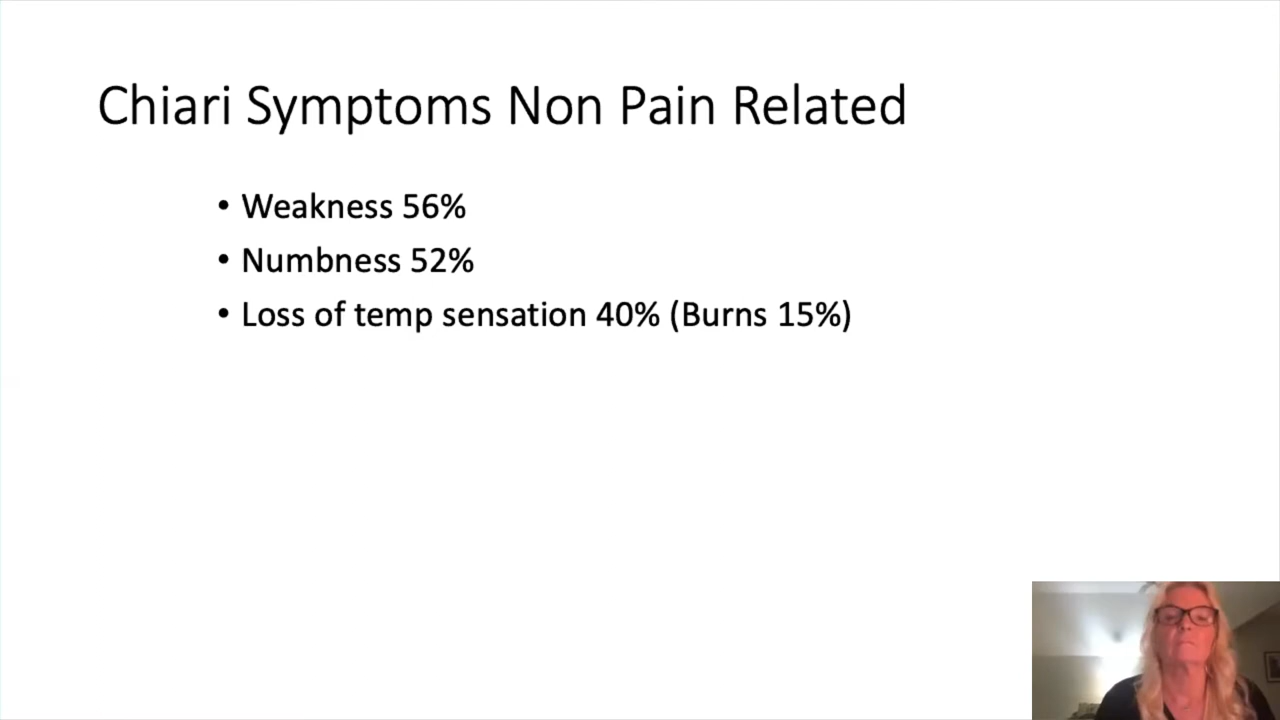 Chiari Symptoms Non Pain Related
• Weakness 56%
• Numbness 52%
• Loss of temp sensation 40% (Burns 15%)